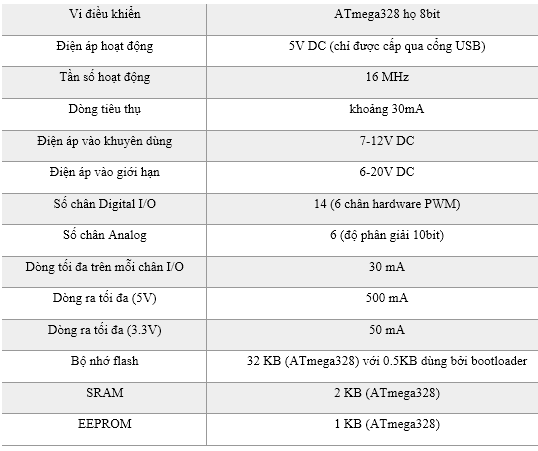 Vi điều khiển ATmega328 họ 8bit
Điện áp hoạt động 5V DC (chỉ được cấp qua cổng USB)
Tần số hoạt động 16 MHz
Dòng tiêu thụ khoảng 30mA
Điện áp vào khuyên dùng 7-12V DC
Điện áp vào giới hạn 6-20V DC
Số chân Digital I/O 14 (6 chân hardware PWM)
Số chân Analog 6 (độ phân giải 10bit)
Dòng tối đa trên mỗi chân I/O 30 mA
Dòng ra tối đa (5V) 500 mA
Dòng ra tối đa (3.3V) 50 mA
Bộ nhớ flash 32 KB (ATmega328) với 0.5KB dùng bởi bootloader
SRAM 2 KB (ATmega328)
EEPROM 1 KB (ATmega328)